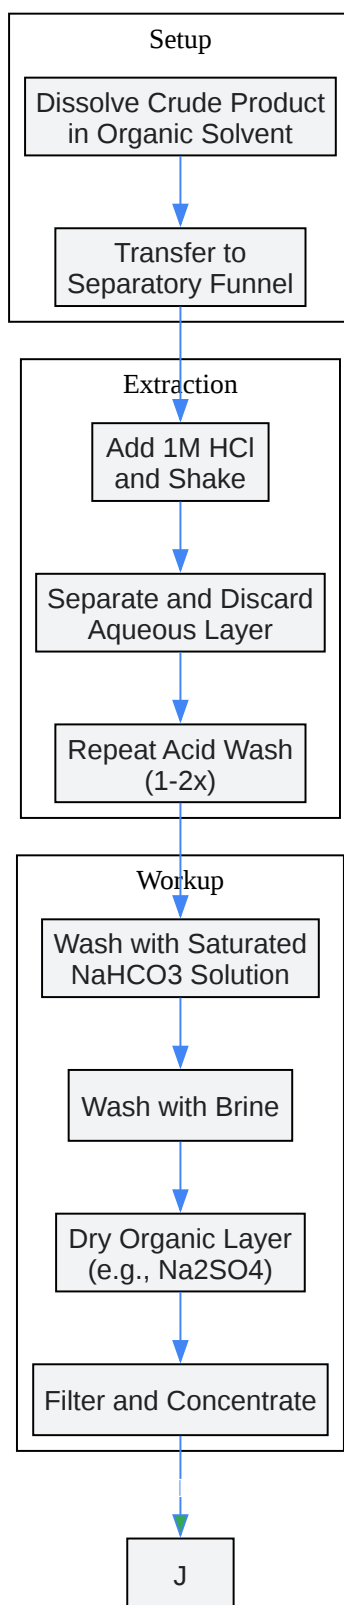 Setup
Dissolve Crude Product
in Organic Solvent
Transfer to
Separatory Funnel
Extraction
Add 1M HCl
and Shake
Separate and Discard
Aqueous Layer
Repeat Acid Wash
(1-2x)
Workup
Wash with Saturated
NaHCO3 Solution
Wash with Brine
Dry Organic Layer
(e.g., Na2SO4)
Filter and Concentrate
J